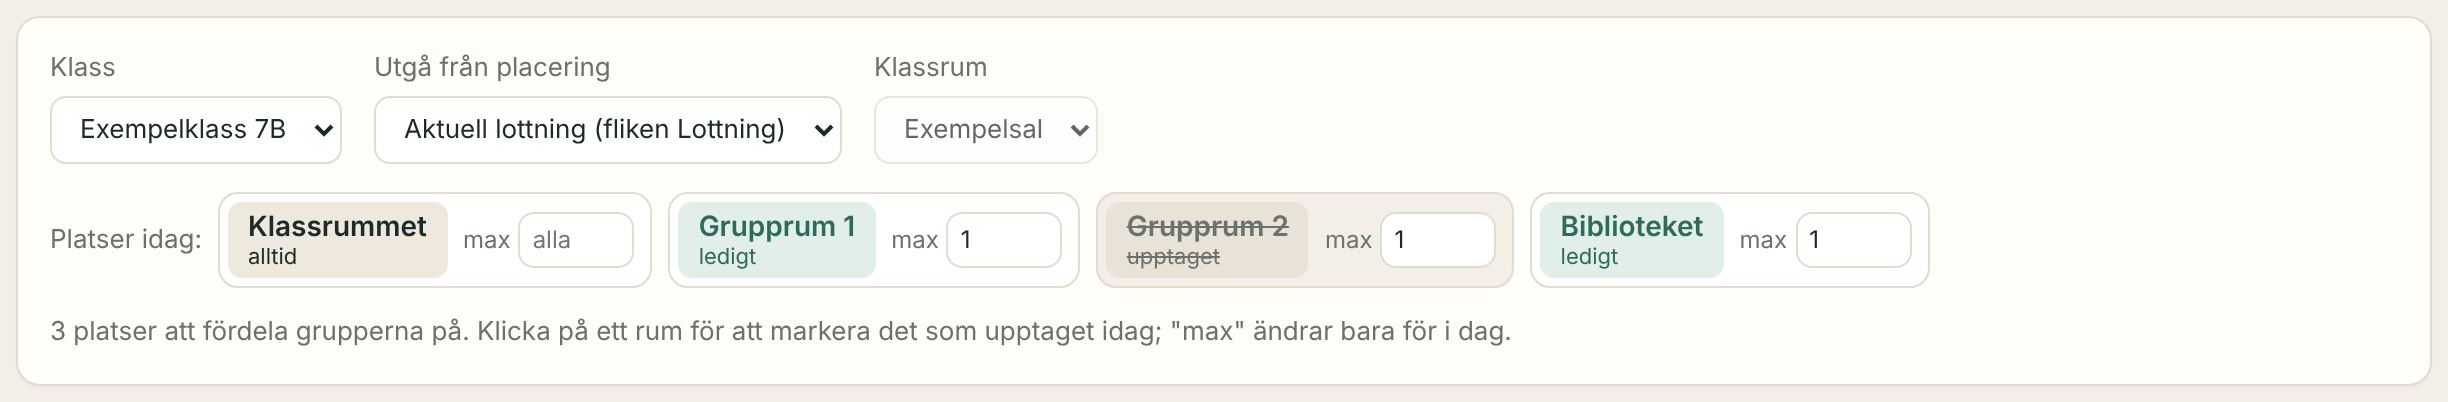 Klass Utgå från placering Klassrum
Exempelklass 7B Aktuell lottning (fliken Lottning) Exempelsal
Platser idag: Klassrummet alltid max alla Grupprum 1 ledigt max 1 Grupprum 2 upptaget max 1 Biblioteket ledigt max 1
3 platser att fördela grupperna på. Klicka på ett rum för att markera det som upptaget idag; "max" ändrar bara för i dag.